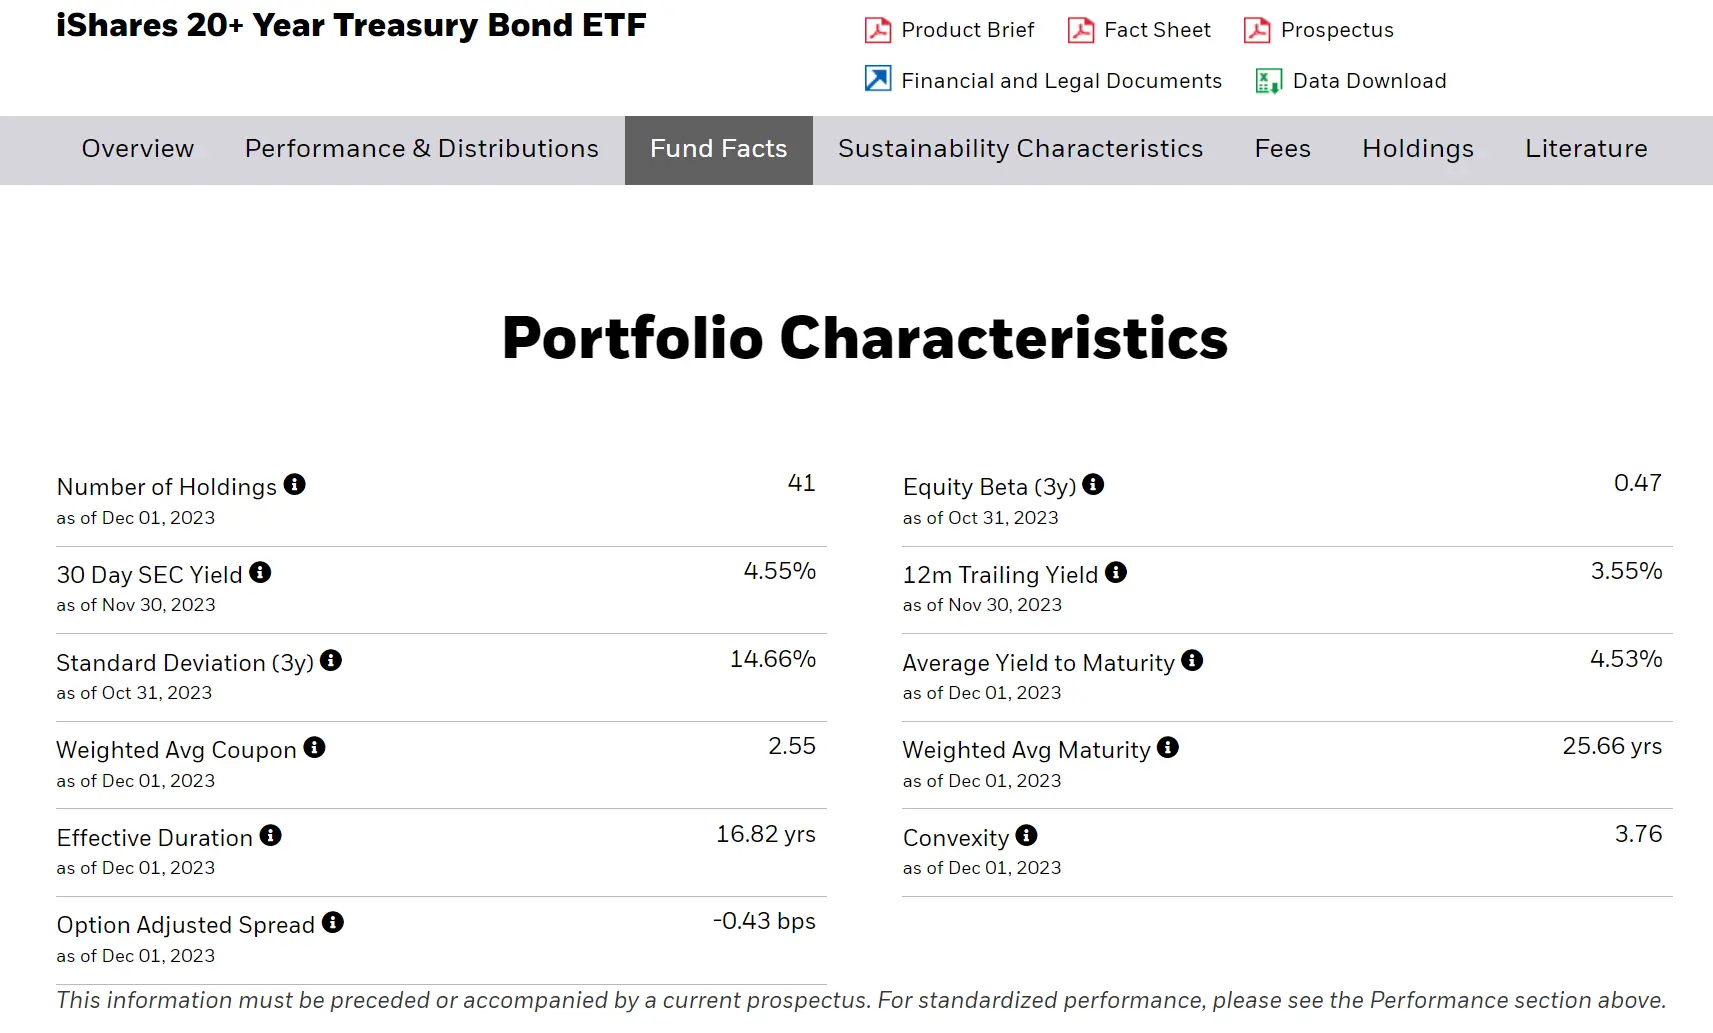 iShares 20+ Year Treasury Bond ETF
Product Brief Fact Sheet Prospectus
Financial and Legal Documents Data Download
Overview Performance & Distributions Fund Facts Sustainability Characteristics Fees Holdings Literature
Portfolio Characteristics
Number of Holdings 41
as of Dec 01, 2023
Equity Beta (3y) 0.47
as of Oct 31, 2023
30 Day SEC Yield 4.55%
as of Nov 30, 2023
12m Trailing Yield 3.55%
as of Nov 30, 2023
Standard Deviation (3y) 14.66%
as of Oct 31, 2023
Average Yield to Maturity 4.53%
as of Dec 01, 2023
Weighted Avg Coupon 2.55
as of Dec 01, 2023
Weighted Avg Maturity 25.66 yrs
as of Dec 01, 2023
Effective Duration 16.82 yrs
as of Dec 01, 2023
Convexity 3.76
as of Dec 01, 2023
Option Adjusted Spread -0.43 bps
as of Dec 01, 2023
This information must be preceded or accompanied by a current prospectus. For standardized performance, please see the Performance section above.